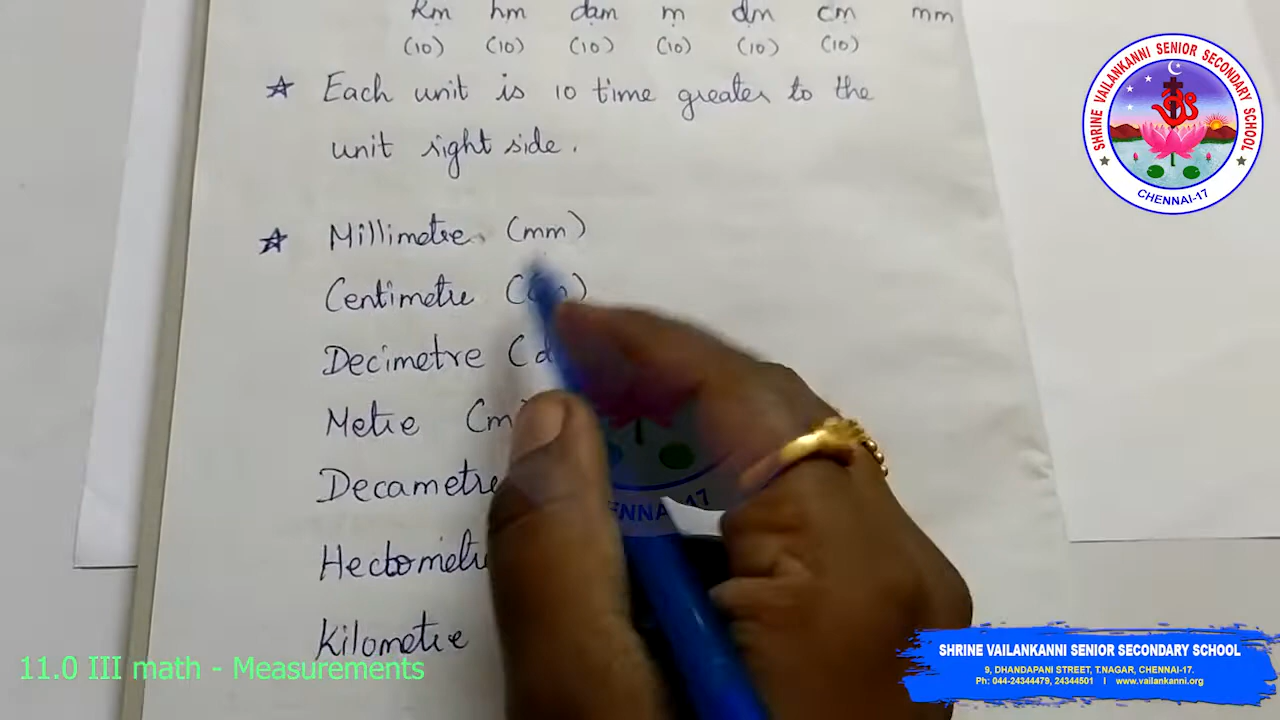 km hm dam m dm cm mm
(10) (10) (10) (10) (10) (10)
☆ Each unit is 10 time greater to the
unit right side.
☆ Millimetre (mm)
Centimetre
Decimetre (d
Metre (m)
Decametre
Hectometre
Kilometre
11.0 III math - Measurements
SHRINE VAILANKANNI SENIOR SECONDARY SCHOOL
CHENNAI-17
ENNAI-17
SHRINE VAILANKANNI SENIOR SECONDARY SCHOOL
9, DHANDAPANI STREET, T.NAGAR, CHENNAI-17.
Ph: 044-24344479, 24344501 I www.vailankanni.org